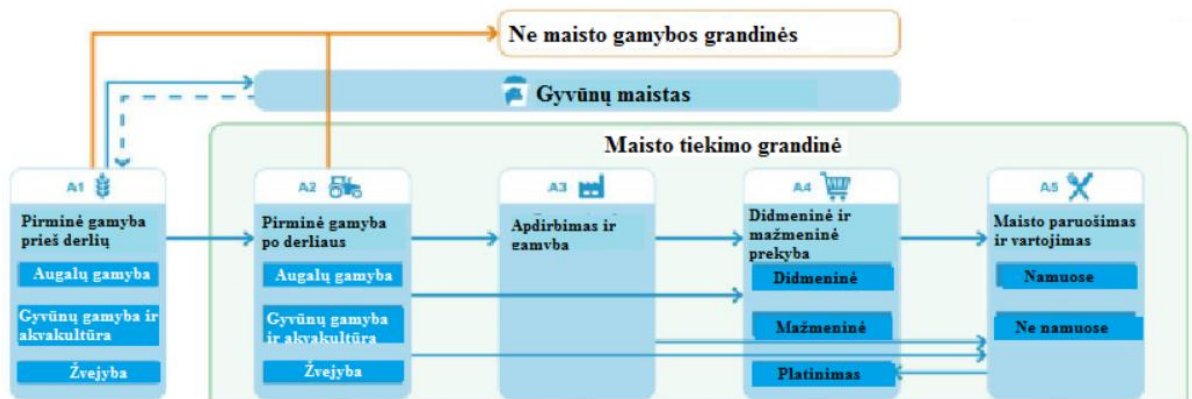 Ne maisto gamybos grandinės
Gyvūnų maistas
Maisto tiekimo grandinė
A1
Pirminė gamyba
prieš derlių
Augalų gamyba
Gyvūnų gamyba ir
akvakultūra
Žvejyba
A2
Pirminė gamyba
po derliaus
Augalų gamyba
Gyvūnų gamyba
ir akvakultūra
Žvejyba
A3
Apdirbimas ir
gamyba
A4
Didmeninė ir
mažmeninė
prekyba
Didmeninė
Mažmeninė
Platinimas
A5
Maisto paruošimas
ir vartojimas
Namuose
Ne namuose